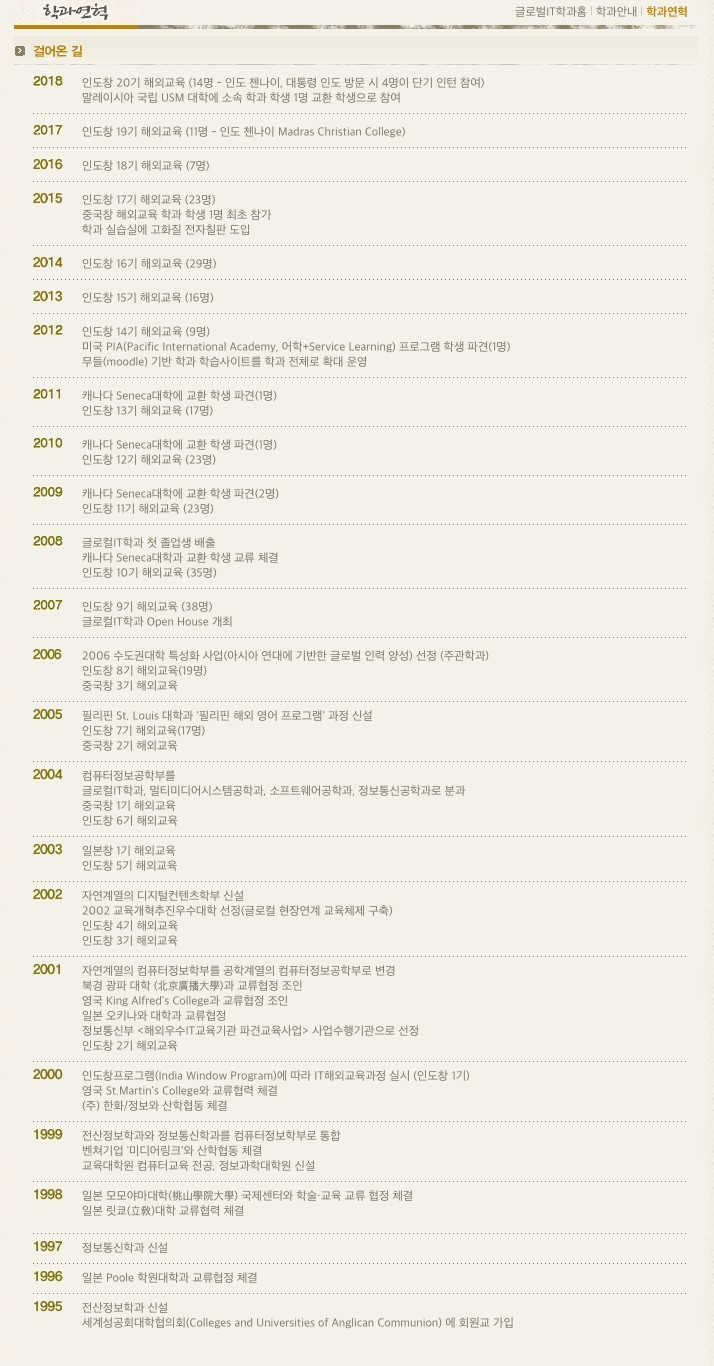 학과연혁
글로컬IT학과홈 | 학과안내 | 학과연혁
걸어온 길
2018 인도창 20기 해외교육 (14명 - 인도 첸나이, 대통령 인도 방문 시 4명이 단기 인턴 참여)
말레이시아 국립 USM 대학에 소속 학과 학생 1명 교환 학생으로 참여
2017 인도창 19기 해외교육 (11명 - 인도 첸나이 Madras Christian College)
2016 인도창 18기 해외교육 (7명)
2015 인도창 17기 해외교육 (23명)
중국창 해외교육 학과 학생 1명 최초 참가
학과 실습실에 고화질 전자칠판 도입
2014 인도창 16기 해외교육 (29명)
2013 인도창 15기 해외교육 (16명)
2012 인도창 14기 해외교육 (9명)
미국 PIA(Pacific International Academy, 어학+Service Learning) 프로그램 학생 파견(1명)
무들(moodle) 기반 학과 학습사이트를 학과 전체로 확대 운영
2011 캐나다 Seneca대학에 교환 학생 파견(1명)
인도창 13기 해외교육 (17명)
2010 캐나다 Seneca대학에 교환 학생 파견(1명)
인도창 12기 해외교육 (23명)
2009 캐나다 Seneca대학에 교환 학생 파견(2명)
인도창 11기 해외교육 (23명)
2008 글로컬IT학과 첫 졸업생 배출
캐나다 Seneca대학과 교환 학생 교류 체결
인도창 10기 해외교육 (35명)
2007 인도창 9기 해외교육 (38명)
글로컬IT학과 Open House 개최
2006 2006 수도권대학 특성화 사업(아시아 연대에 기반한 글로벌 인력 양성) 선정 (주관학과)
인도창 8기 해외교육(19명)
중국창 3기 해외교육
2005 필리핀 St. Louis 대학과 '필리핀 해외 영어 프로그램' 과정 신설
인도창 7기 해외교육(17명)
중국창 2기 해외교육
2004 컴퓨터정보공학부를
글로컬IT학과, 멀티미디어시스템공학과, 소프트웨어공학과, 정보통신공학과로 분과
중국창 1기 해외교육
인도창 6기 해외교육
2003 일본창 1기 해외교육
인도창 5기 해외교육
2002 자연계열의 디지털컨텐츠학부 신설
2002 교육개혁추진우수대학 선정(글로컬 현장연계 교육체제 구축)
인도창 4기 해외교육
인도창 3기 해외교육
2001 자연계열의 컴퓨터정보학부를 공학계열의 컴퓨터정보공학부로 변경
북경 광파 대학 (北京廣播大學)과 교류협정 조인
영국 King Alfred's College과 교류협정 조인
일본 오키나와 대학과 교류협정
정보통신부 <해외우수IT교육기관 파견교육사업> 사업수행기관으로 선정
인도창 2기 해외교육
2000 인도창프로그램(India Window Program)에 따라 IT해외교육과정 실시 (인도창 1기)
영국 St.Martin's College와 교류협력 체결
(주) 한화/정보와 산학협동 체결
1999 전산정보학과와 정보통신학과를 컴퓨터정보학부로 통합
벤쳐기업 '미디어링크'와 산학협동 체결
교육대학원 컴퓨터교육 전공, 정보과학대학원 신설
1998 일본 모모야마대학(桃山學院大學) 국제센터와 학술·교육 교류 협정 체결
일본 릿쿄(立敎)대학 교류협력 체결
1997 정보통신학과 신설
1996 일본 Poole 학원대학과 교류협정 체결
1995 전산정보학과 신설
세계성공회대학협의회(Colleges and Universities of Anglican Communion) 에 회원교 가입